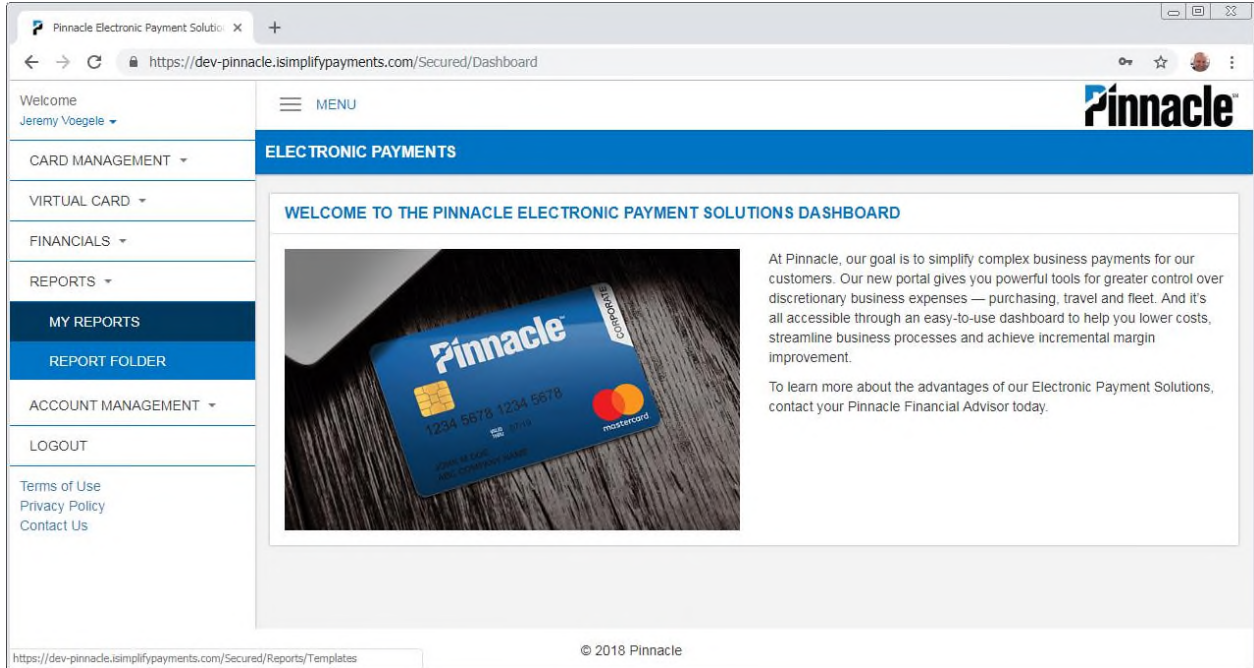 Pinnacle Electronic Payment Solutio
https://dev-pinnacle.isimplifypayments.com/Secured/Dashboard
Welcome
Jeremy Voegele
MENU
Pinnacle
CARD MANAGEMENT
VIRTUAL CARD
FINANCIALS
REPORTS
MY REPORTS
REPORT FOLDER
ACCOUNT MANAGEMENT
LOGOUT
Terms of Use
Privacy Policy
Contact Us
ELECTRONIC PAYMENTS
WELCOME TO THE PINNACLE ELECTRONIC PAYMENT SOLUTIONS DASHBOARD
Pinnacle
CORPORATE
1234 5678 1234 5678
VALID
THRU
mastercard
ABC COMPANY NAME
At Pinnacle, our goal is to simplify complex business payments for our
customers. Our new portal gives you powerful tools for greater control over
discretionary business expenses — purchasing, travel and fleet. And it's
all accessible through an easy-to-use dashboard to help you lower costs,
streamline business processes and achieve incremental margin
improvement.
To learn more about the advantages of our Electronic Payment Solutions,
contact your Pinnacle Financial Advisor today.
© 2018 Pinnacle
https://dev-pinnacle.isimplifypayments.com/Secured/Reports/Templates